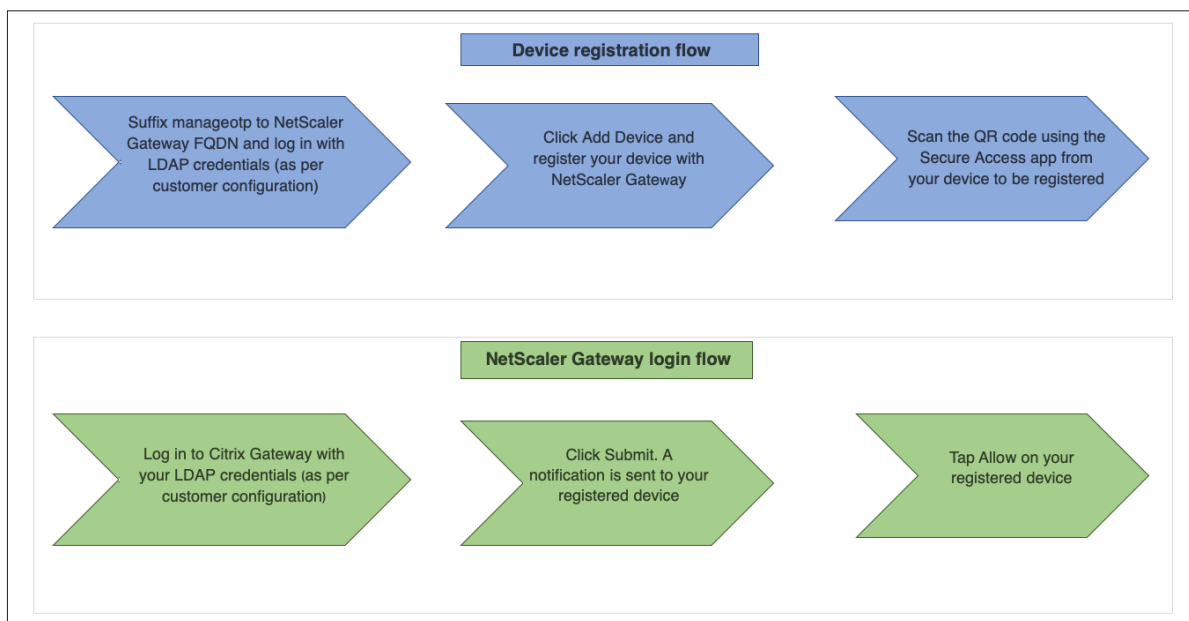 Device registration flow
Suffix manageotp to NetScaler
Gateway FQDN and log in with
LDAP credentials (as per
customer configuration)
Click Add Device and
register your device with
NetScaler Gateway
Scan the QR code using the
Secure Access app from
your device to be registered
NetScaler Gateway login flow
Log in to Citrix Gateway with
your LDAP credentials (as per
customer configuration)
Click Submit. A
notification is sent to your
registered device
Tap Allow on your
registered device